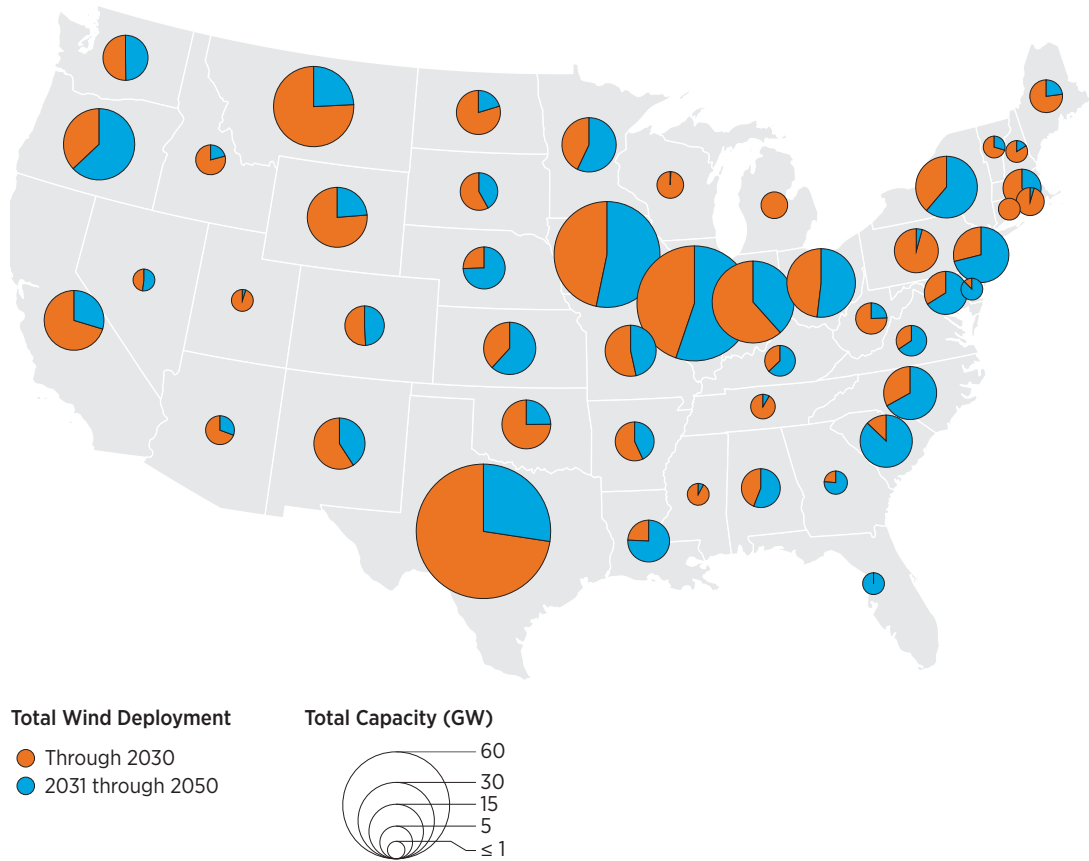 Total Wind Deployment
Through 2030
2031 through 2050
Total Capacity (GW)
60
30
15
5
≤ 1